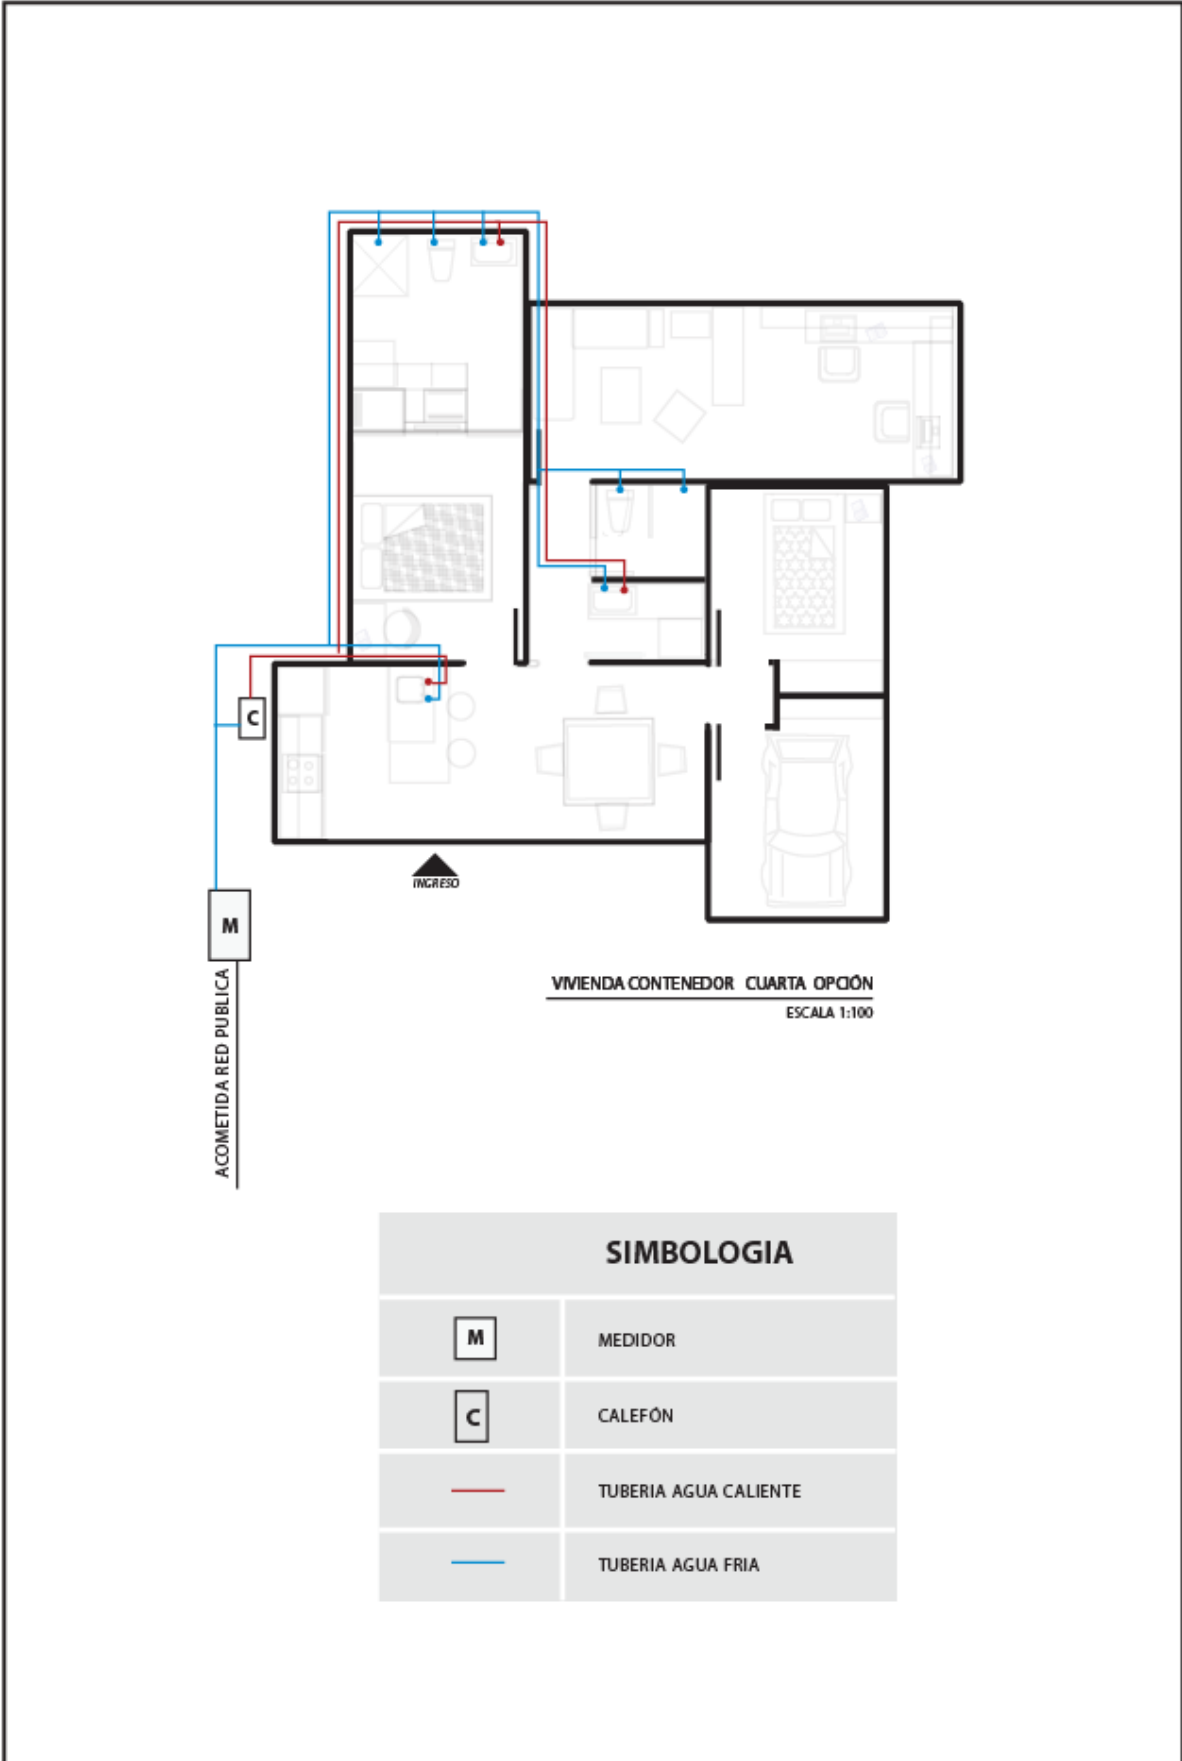 C
INGRESO
M
ACOMETIDA RED PUBLICA
VIVIENDA CONTENEDOR CUARTA OPCIÓN
ESCALA 1:100
SIMBOLOGIA
M MEDIDOR
C CALEFÓN
TUBERIA AGUA CALIENTE
TUBERIA AGUA FRIA